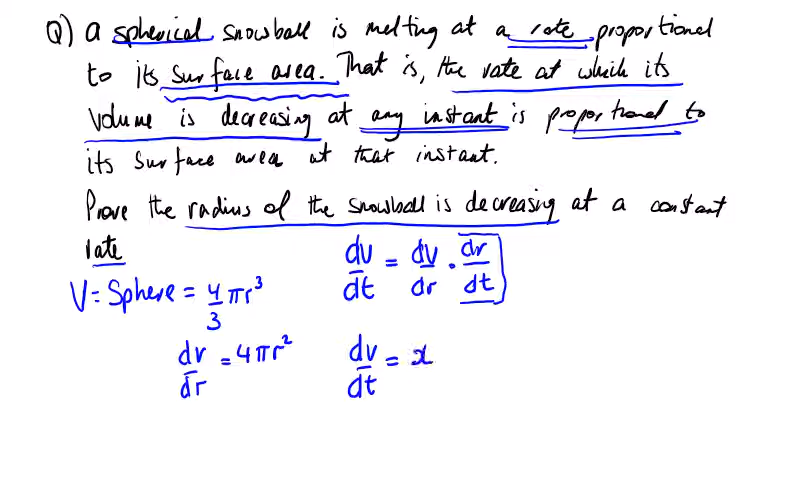 Q) a spherical snowball is melting at a rate proportional
to its surface area. That is, the rate at which its
Volume is decreasing at any instant is proportional to
its surface area at that instant.
Prove the radius of the snowball is decreasing at a constant
rate
dv/dt = dv/dr . dr/dt
V = Sphere = 4/3 πr³
dv/dr = 4πr²
dv/dt = x